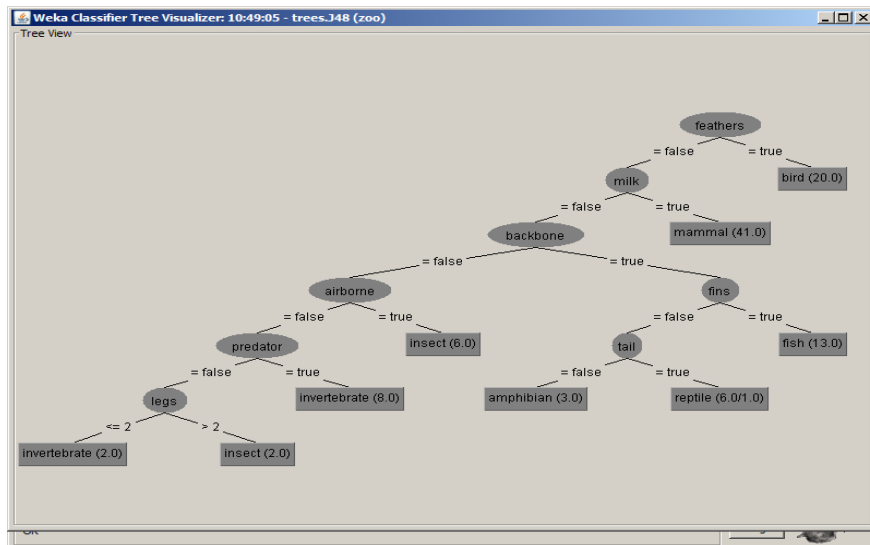 Weka Classifier Tree Visualizer: 10:49:05 - trees.J48 (zoo)
Tree View
feathers
= false = true
milk bird (20.0)
= false = true
backbone mammal (41.0)
= false = true
airborne fins
= false = true = false = true
predator insect (6.0) tail fish (13.0)
= false = true = false = true
legs invertebrate (8.0) amphibian (3.0) reptile (6.0/1.0)
<= 2 > 2
invertebrate (2.0) insect (2.0)